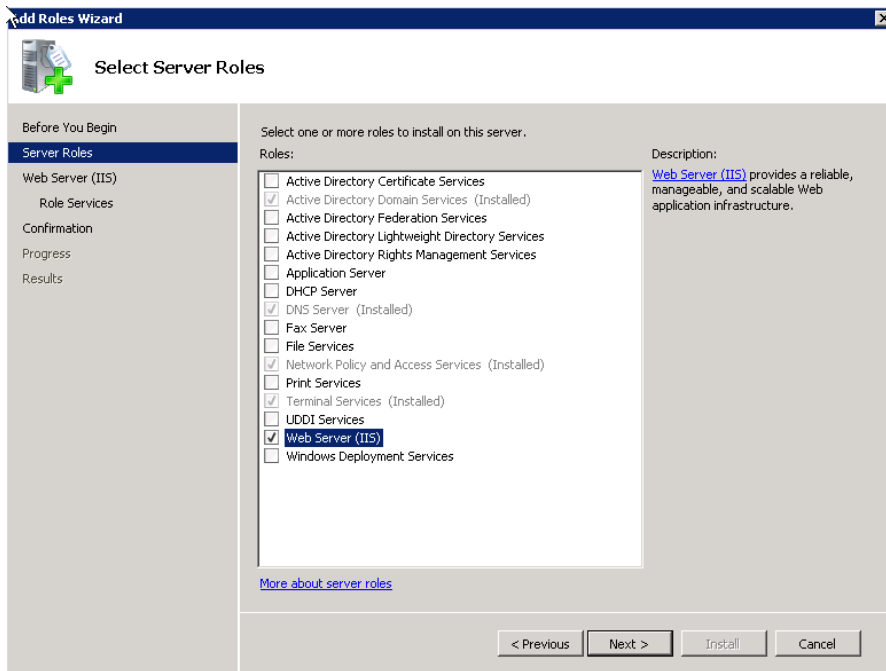 Add Roles Wizard
Select Server Roles
Before You Begin
Server Roles
Web Server (IIS)
Role Services
Confirmation
Progress
Results
Select one or more roles to install on this server.
Roles:
Active Directory Certificate Services
Active Directory Domain Services (Installed)
Active Directory Federation Services
Active Directory Lightweight Directory Services
Active Directory Rights Management Services
Application Server
DHCP Server
DNS Server (Installed)
Fax Server
File Services
Network Policy and Access Services (Installed)
Print Services
Terminal Services (Installed)
UDDI Services
Web Server (IIS)
Windows Deployment Services
More about server roles
Description:
Web Server (IIS) provides a reliable,
manageable, and scalable Web
application infrastructure.
< Previous
Next >
Install
Cancel